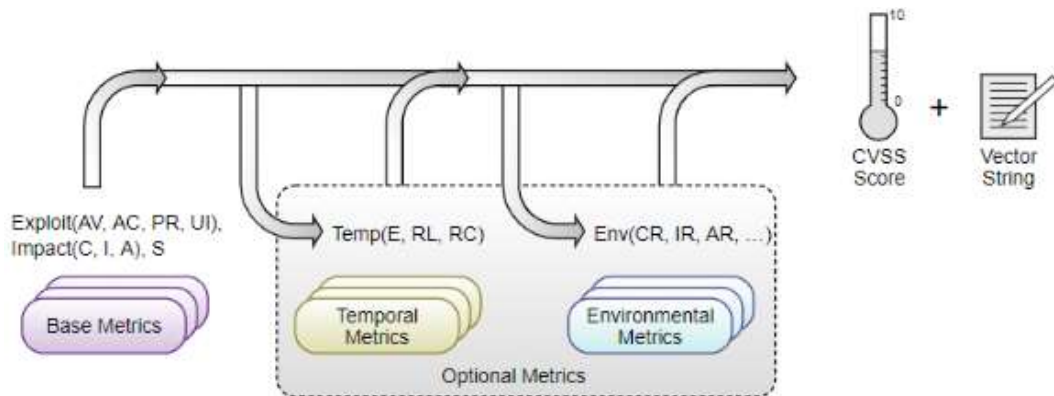 10
0
+
CVSS
Score
Vector
String
Exploit(AV, AC, PR, UI),
Impact(C, I, A), S
Temp(E, RL, RC)
Env(CR, IR, AR, ...)
Base Metrics
Temporal
Metrics
Environmental
Metrics
Optional Metrics